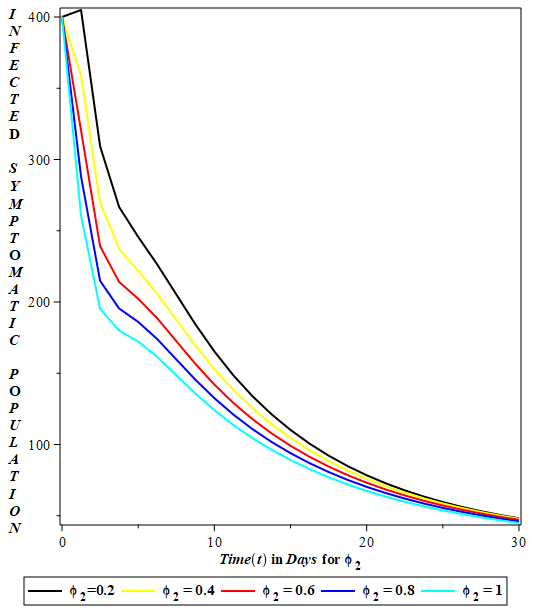 INFECTED SYMPTOMATIC POPULATION
400
300
200
100
0 10 20 30
Time(t) in Days for ϕ₂
ϕ₂=0.2 ϕ₂ = 0.4 ϕ₂ = 0.6 ϕ₂ = 0.8 ϕ₂ = 1